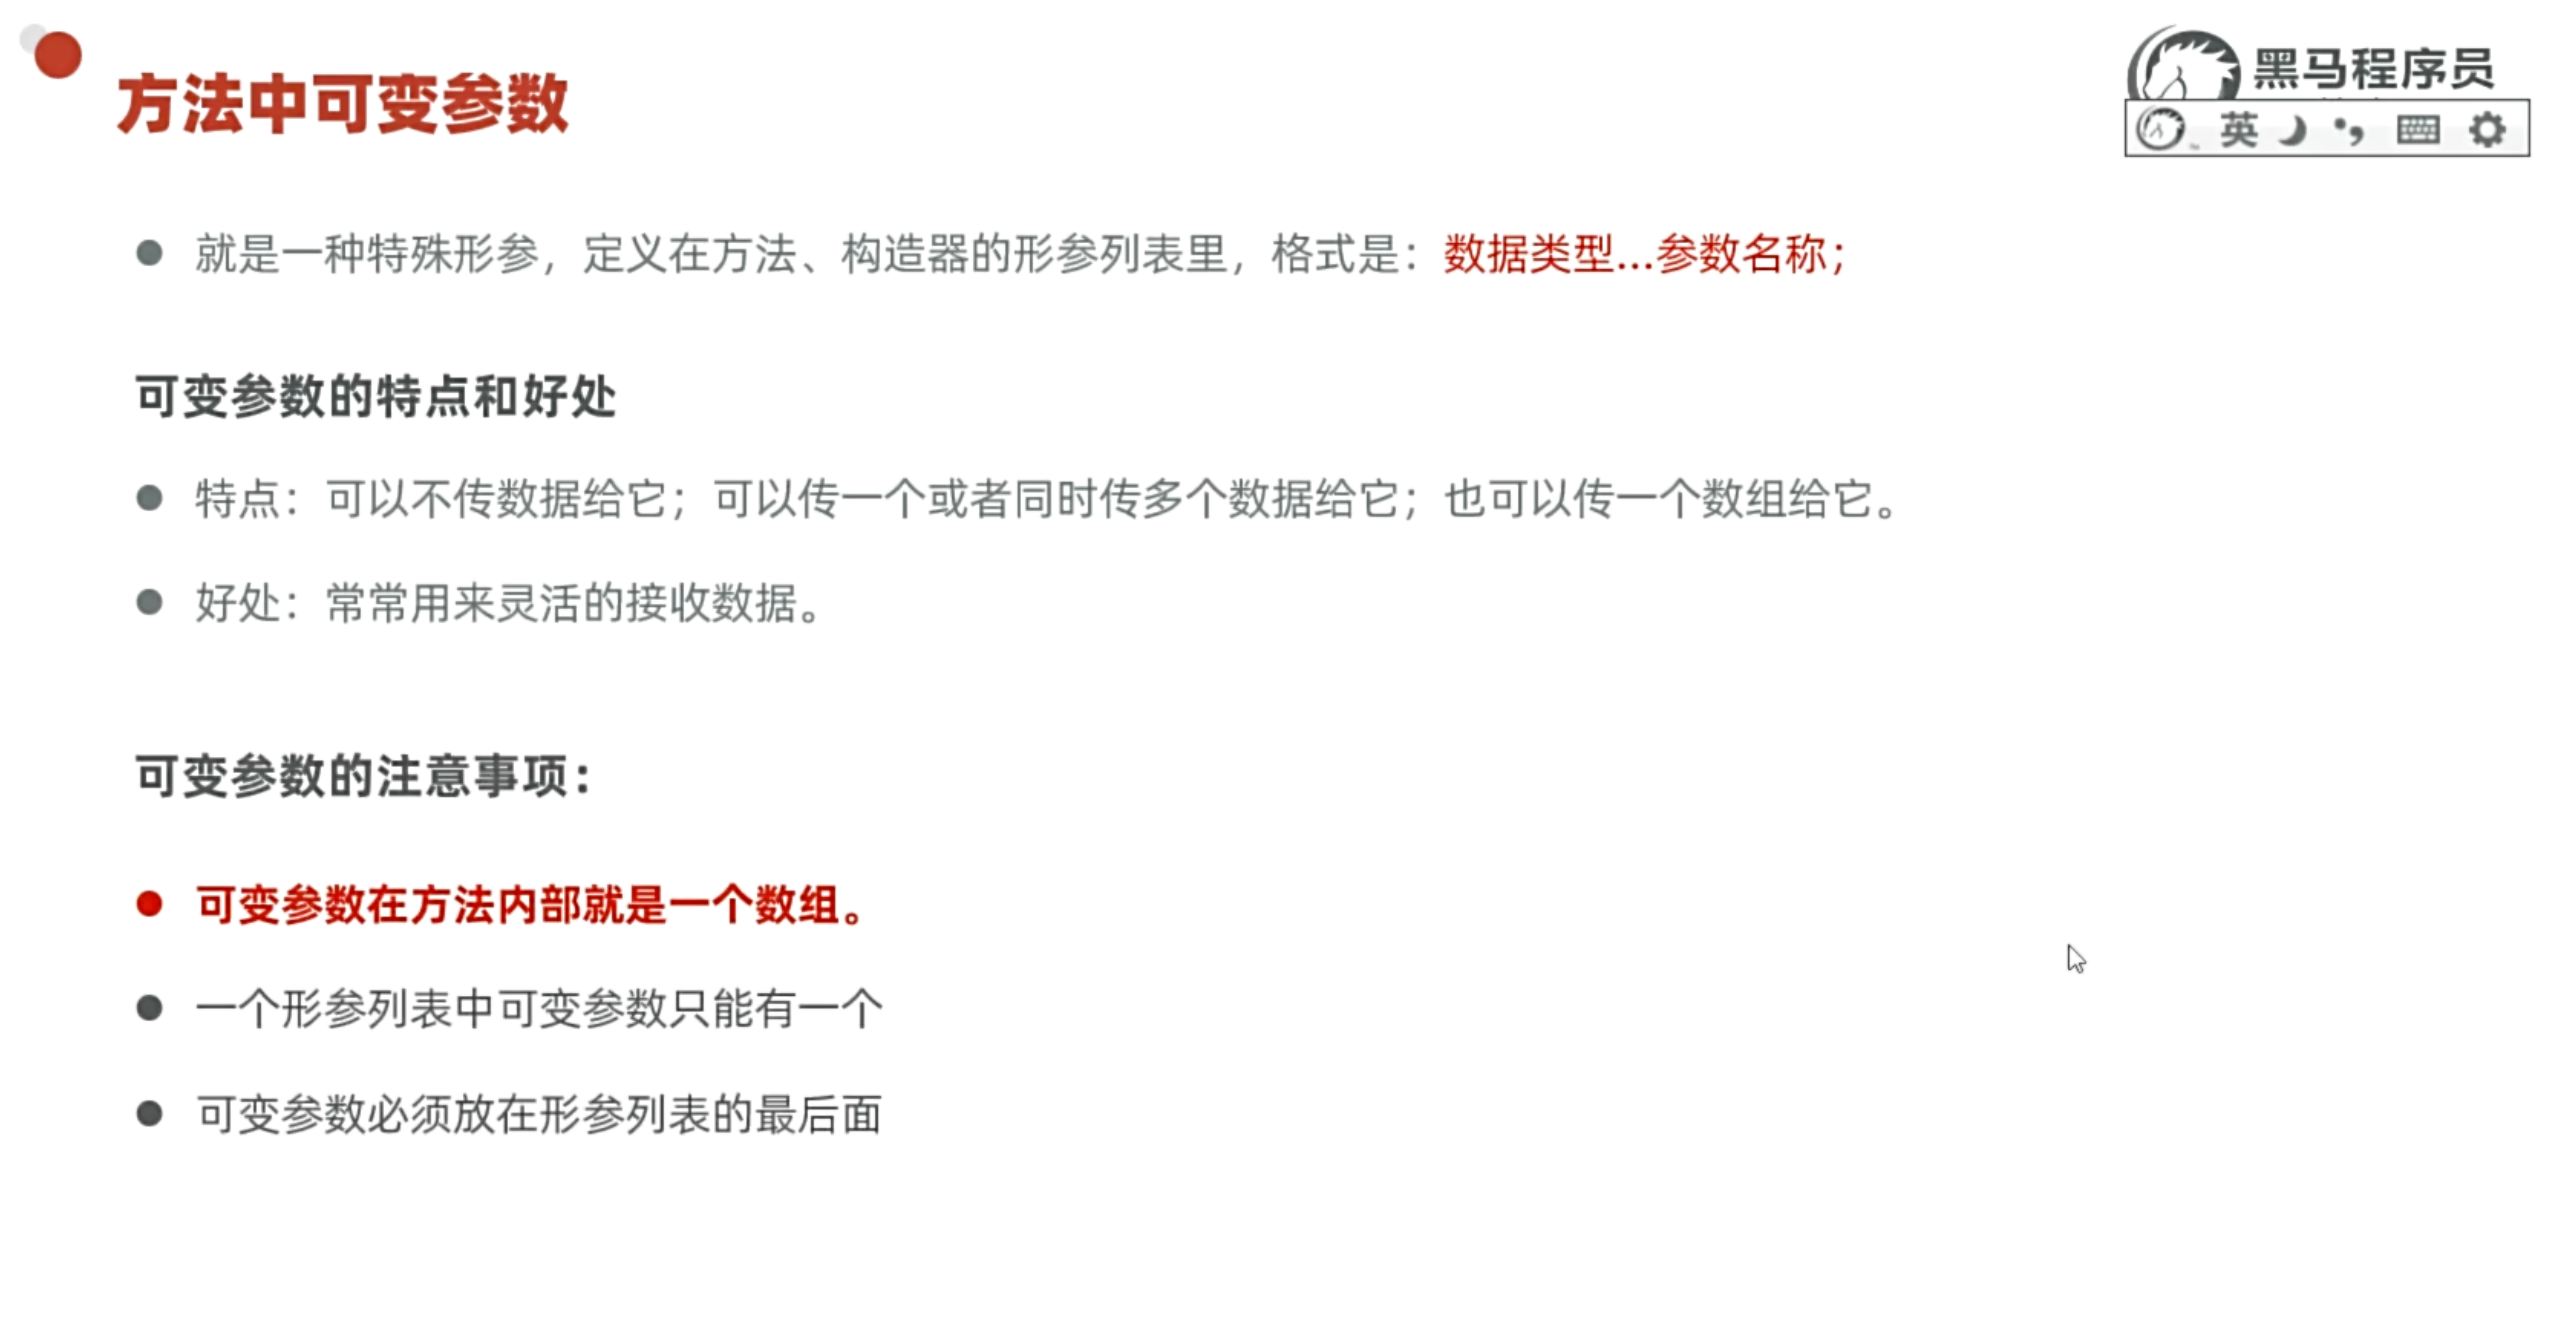 方法中可变参数
黑马程序员
英
就是一种特殊形参，定义在方法、构造器的形参列表里，格式是：数据类型...参数名称；
可变参数的特点和好处
特点：可以不传数据给它；可以传一个或者同时传多个数据给它；也可以传一个数组给它。
好处：常常用来灵活的接收数据。
可变参数的注意事项：
可变参数在方法内部就是一个数组。
一个形参列表中可变参数只能有一个
可变参数必须放在形参列表的最后面